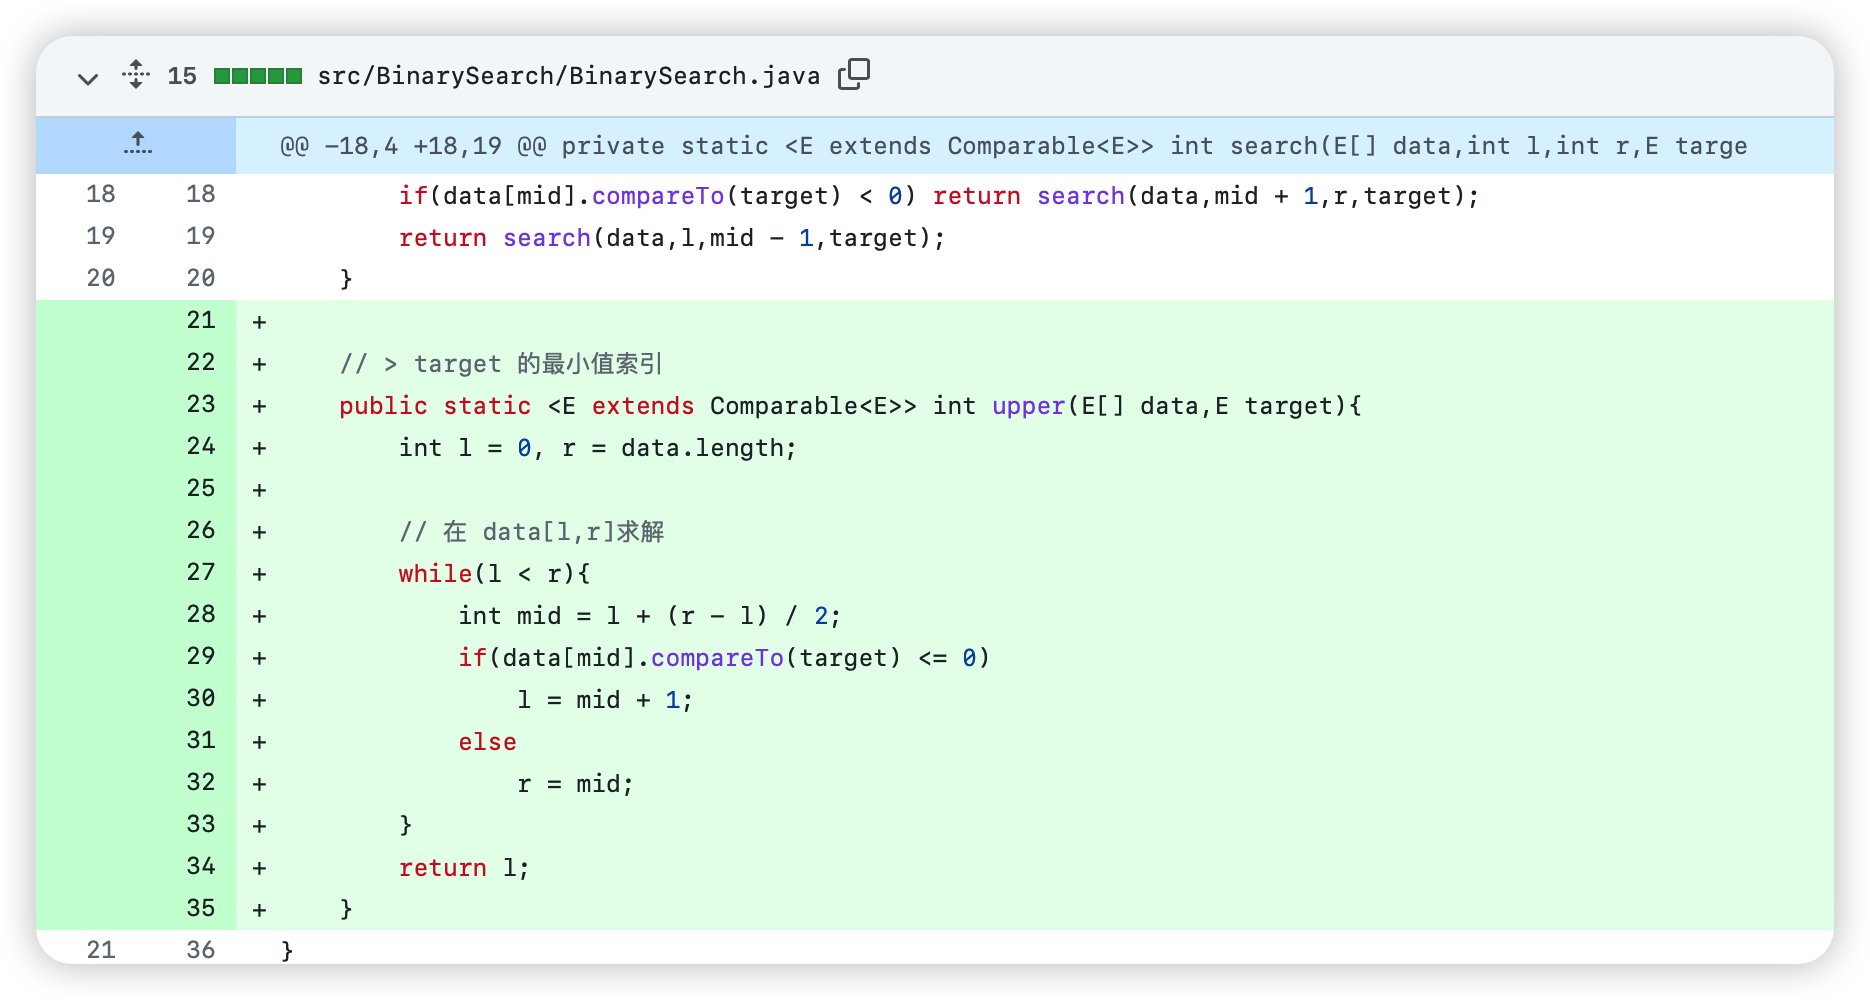 15 src/BinarySearch/BinarySearch.java
@@ -18,4 +18,19 @@ private static <E extends Comparable<E>> int search(E[] data,int l,int r,E targe
18 18         if(data[mid].compareTo(target) < 0) return search(data,mid + 1,r,target);
19 19         return search(data,l,mid - 1,target);
20 20     }
21 +
22 +     // > target 的最小值索引
23 +     public static <E extends Comparable<E>> int upper(E[] data,E target){
24 +         int l = 0, r = data.length;
25 +
26 +         // 在 data[l,r]求解
27 +         while(l < r){
28 +             int mid = l + (r - l) / 2;
29 +             if(data[mid].compareTo(target) <= 0)
30 +                 l = mid + 1;
31 +             else
32 +                 r = mid;
33 +         }
34 +         return l;
35 +     }
21 36 }